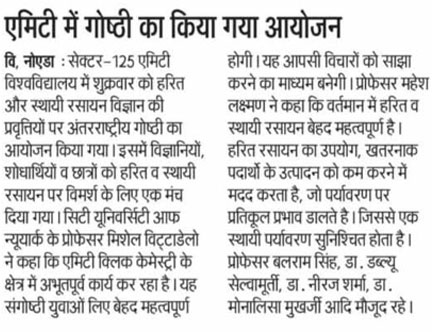 एमिटी में गोष्ठी का किया गया आयोजन
वि, नोएडा : सेक्टर-125 एमिटी
विश्वविद्यालय में शुक्रवार को हरित
और स्थायी रसायन विज्ञान की
प्रवृत्तियों पर अंतरराष्ट्रीय गोष्ठी का
आयोजन किया गया। इसमें विज्ञानियों,
शोधार्थियों व छात्रों को हरित व स्थायी
रसायन पर विमर्श के लिए एक मंच
दिया गया। सिटी यूनिवर्सिटी आफ
न्यूयार्क के प्रोफेसर मिशेल विट्टाडेलो
ने कहा कि एमिटी क्लिक केमेस्ट्री के
क्षेत्र में अभूतपूर्व कार्य कर रहा है। यह
संगोष्ठी युवाओं लिए बेहद महत्वपूर्ण
होगी। यह आपसी विचारों को साझा
करने का माध्यम बनेगी। प्रोफेसर महेश
लक्ष्मण ने कहा कि वर्तमान में हरित व
स्थायी रसायन बेहद महत्वपूर्ण है।
हरित रसायन का उपयोग, खतरनाक
पदार्थो के उत्पादन को कम करने में
मदद करता है, जो पर्यावरण पर
प्रतिकूल प्रभाव डालते है। जिससे एक
स्थायी पर्यावरण सुनिश्चित होता है।
प्रोफेसर बलराम सिंह, डा. डब्ल्यू
सेल्वामूर्ती, डा. नीरज शर्मा, डा.
मोनालिसा मुखर्जी आदि मौजूद रहे।